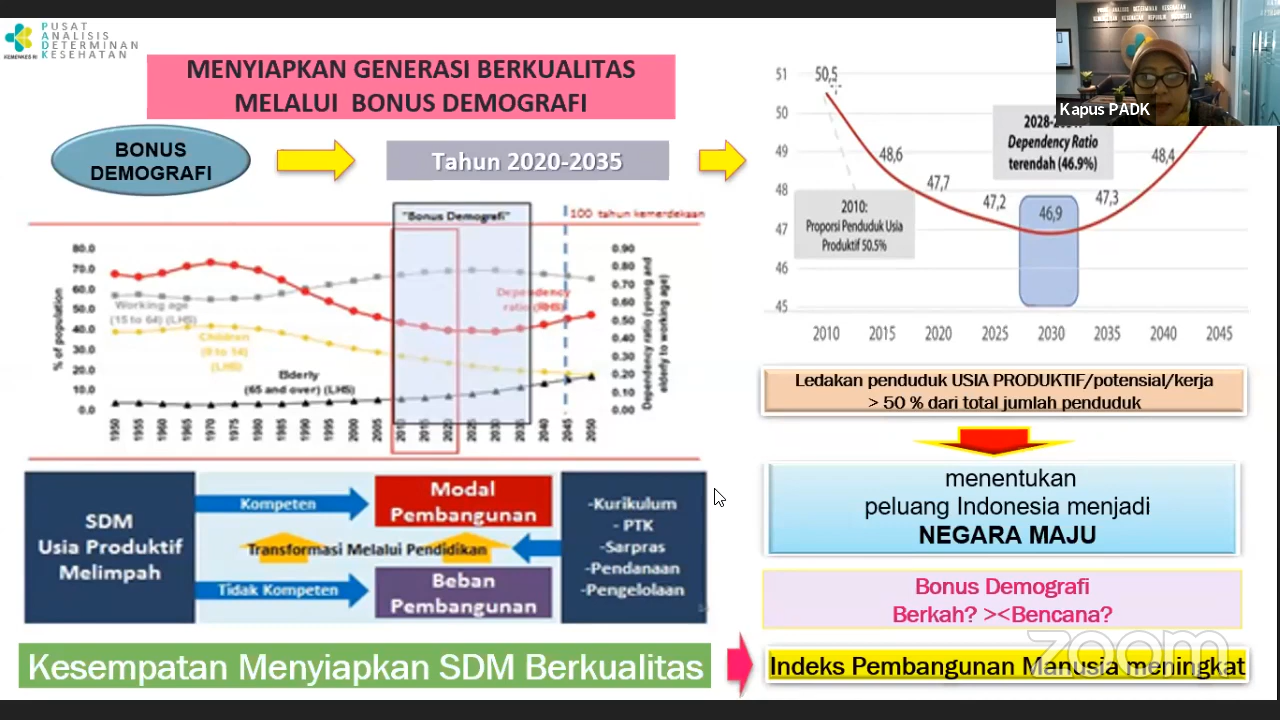 PUSAT
ANALISIS
DETERMINAN
KESEHATAN
KEMENKES RI
MENYIAPKAN GENERASI BERKUALITAS
MELALUI BONUS DEMOGRAFI
BONUS
DEMOGRAFI
Tahun 2020-2035
"Bonus Demografi"
100 tahun kemerdekaan
% of population
80.0
70.0
60.0
50.0
40.0
30.0
20.0
10.0
0.0
Working age
(15 to 64) (LHS)
Children
(0 to 14)
(LHS)
Elderly
(65 and over) (LHS)
Dependency
ratio (RHS)
0.90
0.80
0.70
0.60
0.50
0.40
0.30
0.20
0.10
0.00
Dependency ratio (young and
elderly to working age)
1950
1955
1960
1965
1970
1975
1980
1985
1990
1995
2000
2005
2010
2015
2020
2025
2030
2035
2040
2045
2050
SDM
Usia Produktif
Melimpah
Kompeten
Transformasi Melalui Pendidikan
Tidak Kompeten
Modal
Pembangunan
Beban
Pembangunan
-Kurikulum
- PTK
-Sarpras
-Pendanaan
-Pengelolaan
Kesempatan Menyiapkan SDM Berkualitas
51
50
49
48
47
46
45
50,5
48,6
47,7
47,2
46,9
47,3
48,4
2010:
Proporsi Penduduk Usia
Produktif 50.5%
Dependency Ratio
terendah (46.9%)
2010
2015
2020
2025
2030
2035
2040
2045
Kapus PADK
Ledakan penduduk USIA PRODUKTIF/potensial/kerja
> 50 % dari total jumlah penduduk
menentukan
peluang Indonesia menjadi
NEGARA MAJU
Bonus Demografi
Berkah? ><Bencana?
zoom
Indeks Pembangunan Manusia meningkat